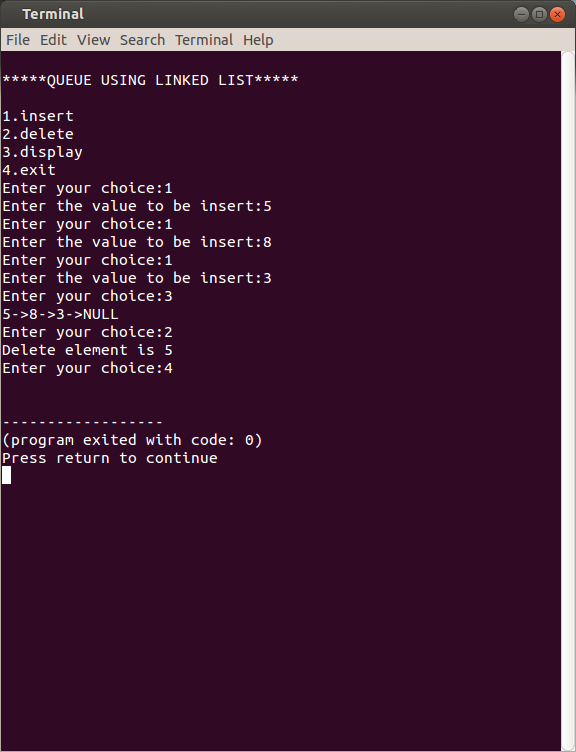 Terminal
File Edit View Search Terminal Help
*****QUEUE USING LINKED LIST*****
1.insert
2.delete
3.display
4.exit
Enter your choice:1
Enter the value to be insert:5
Enter your choice:1
Enter the value to be insert:8
Enter your choice:1
Enter the value to be insert:3
Enter your choice:3
5->8->3->NULL
Enter your choice:2
Delete element is 5
Enter your choice:4
------------------
(program exited with code: 0)
Press return to continue